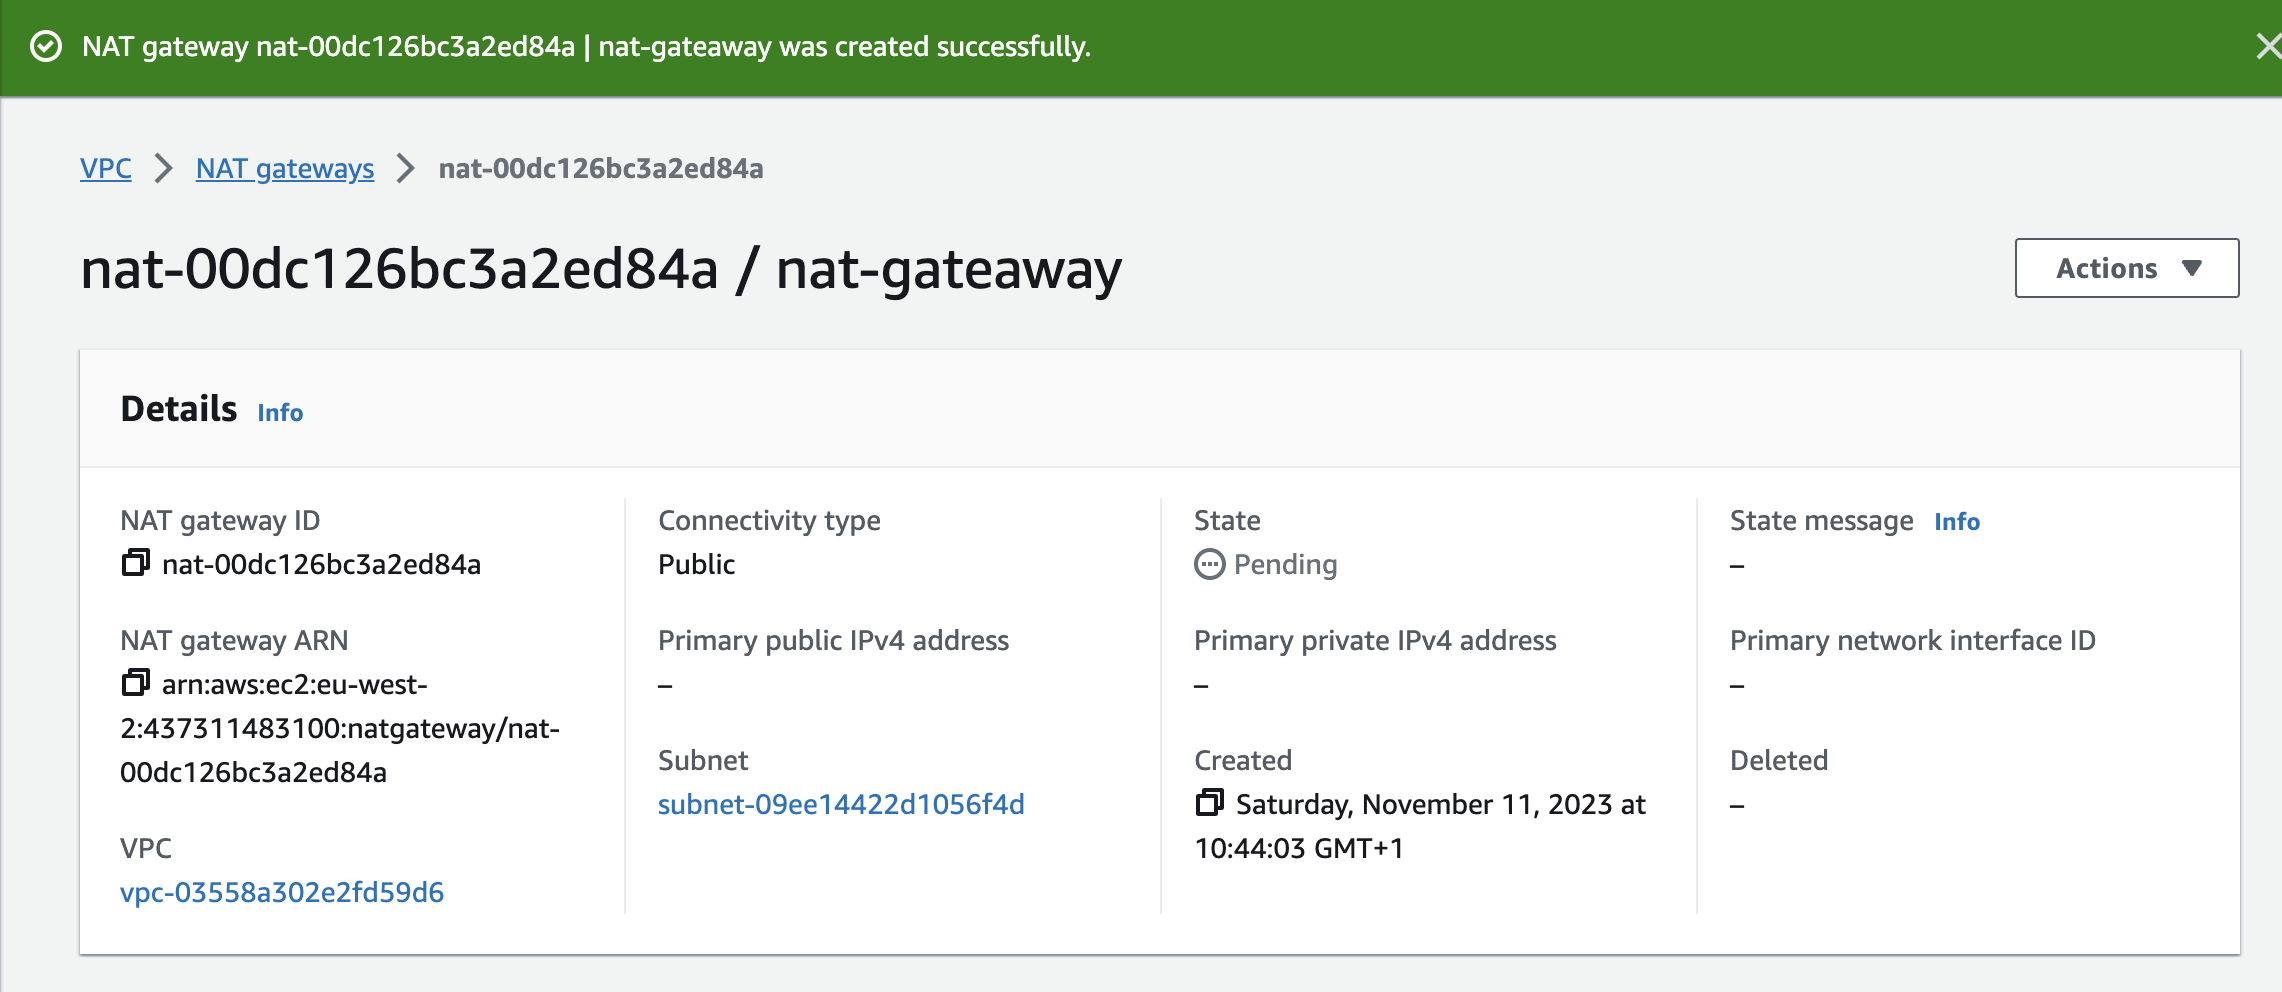 NAT gateway nat-00dc126bc3a2ed84a | nat-gateaway was created successfully.
VPC > NAT gateways > nat-00dc126bc3a2ed84a
nat-00dc126bc3a2ed84a / nat-gateaway
Actions
Details Info
NAT gateway ID
nat-00dc126bc3a2ed84a
NAT gateway ARN
arn:aws:ec2:eu-west-
2:437311483100:natgateway/nat-
00dc126bc3a2ed84a
VPC
vpc-03558a302e2fd59d6
Connectivity type
Public
Primary public IPv4 address
–
Subnet
subnet-09ee14422d1056f4d
State
Pending
Primary private IPv4 address
–
Created
Saturday, November 11, 2023 at
10:44:03 GMT+1
State message Info
–
Primary network interface ID
–
Deleted
–